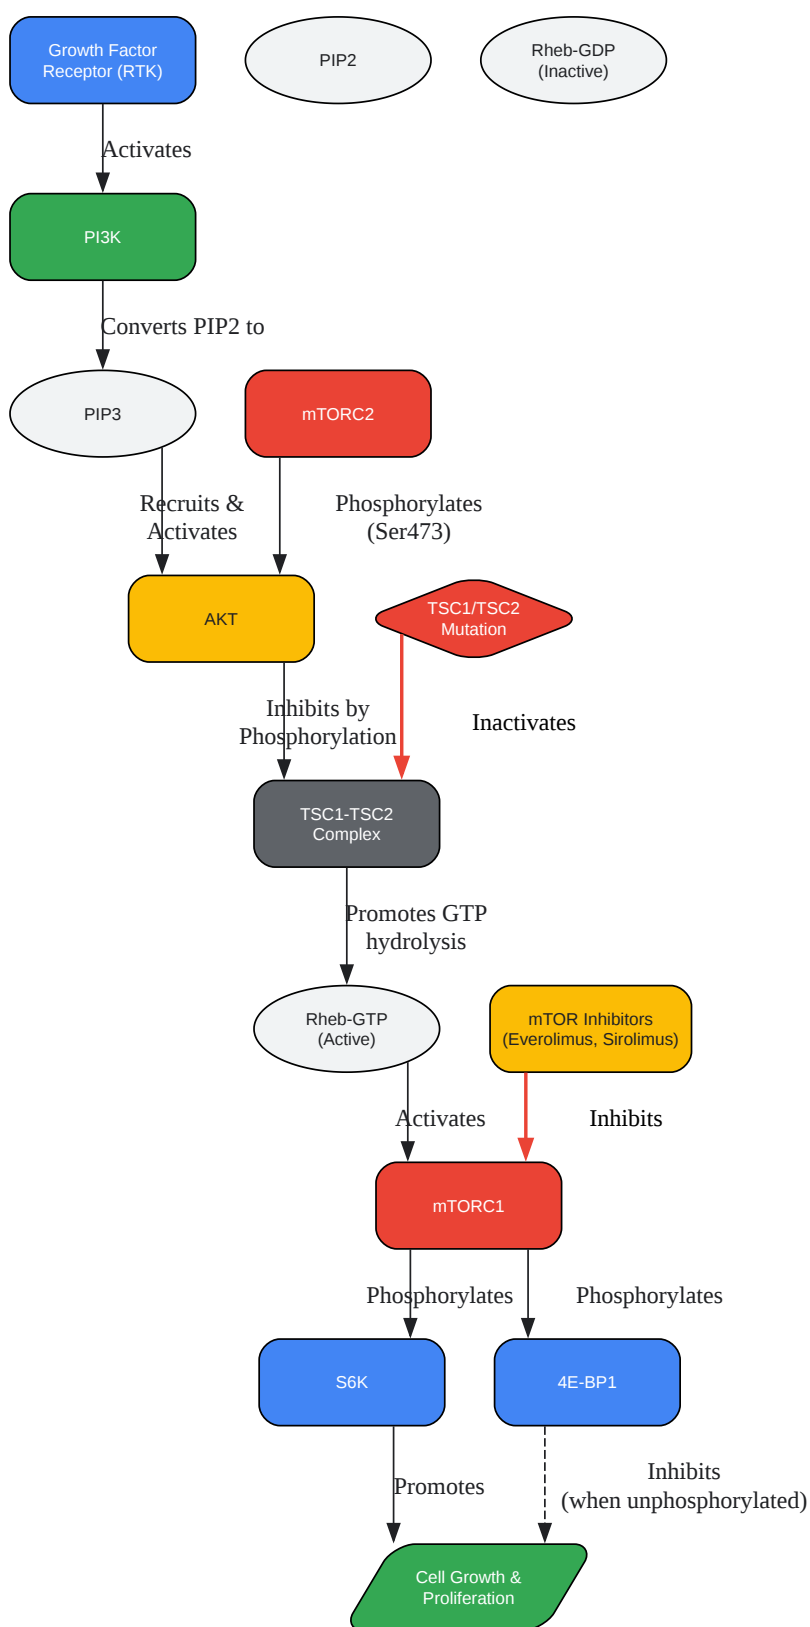 Growth Factor
Receptor (RTK)
PIP2
Rheb-GDP
(Inactive)
Activates
PI3K
Converts PIP2 to
PIP3
mTORC2
Recruits &
Activates
Phosphorylates
(Ser473)
AKT
TSC1/TSC2
Mutation
Inhibits by
Phosphorylation
Inactivates
TSC1-TSC2
Complex
Promotes GTP
hydrolysis
Rheb-GTP
(Active)
mTOR Inhibitors
(Everolimus, Sirolimus)
Activates
Inhibits
mTORC1
Phosphorylates
Phosphorylates
S6K
4E-BP1
Promotes
Inhibits
(when unphosphorylated)
Cell Growth &
Proliferation